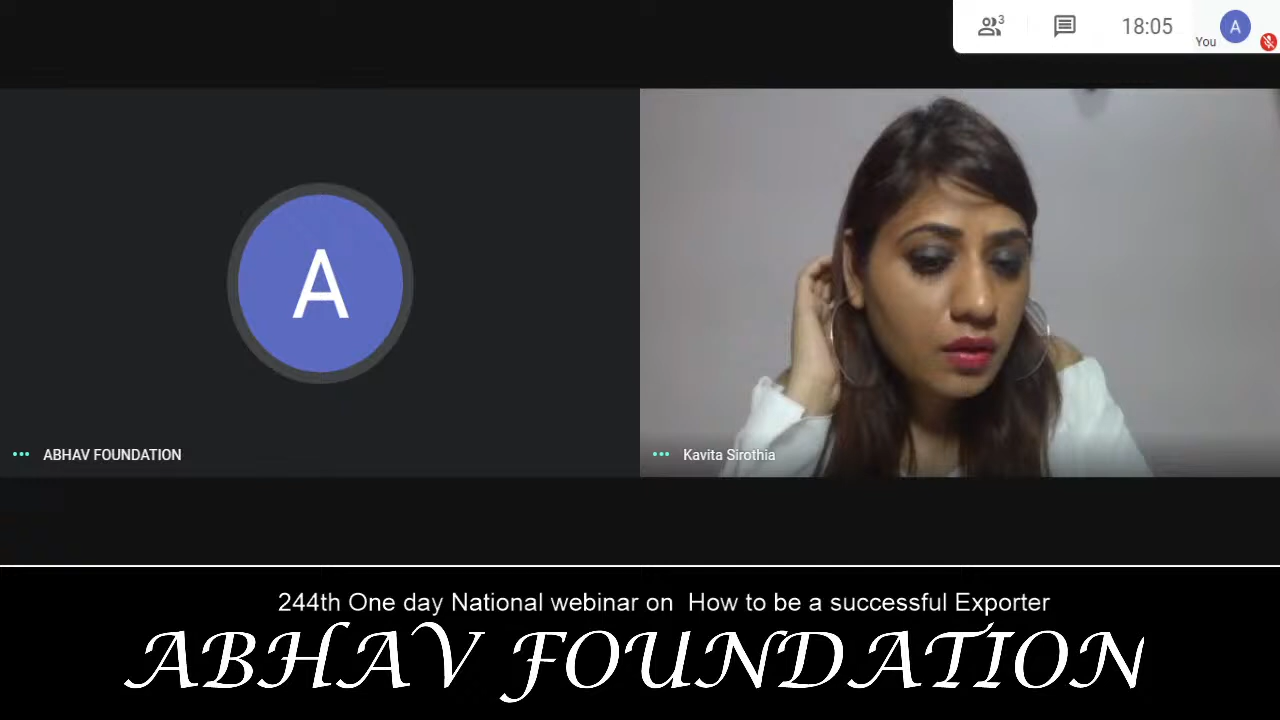 3
18:05
You
A
A
ABHAV FOUNDATION
Kavita Sirothia
244th One day National webinar on  How to be a successful Exporter
ABHAV FOUNDATION